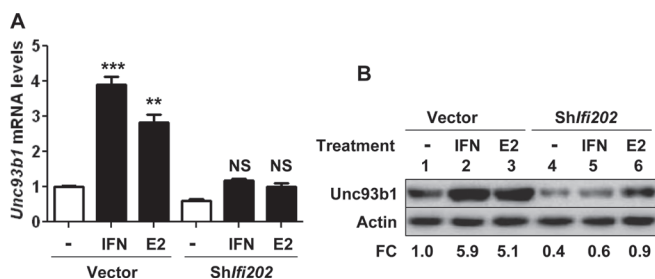 A
Unc93b1 mRNA levels
5
4
3
2
1
0
***
**
NS NS
- IFN E2 - IFN E2
Vector ShIfi202
B
Vector ShIfi202
Treatment - IFN E2 - IFN E2
1 2 3 4 5 6
Unc93b1
Actin
FC 1.0 5.9 5.1 0.4 0.6 0.9